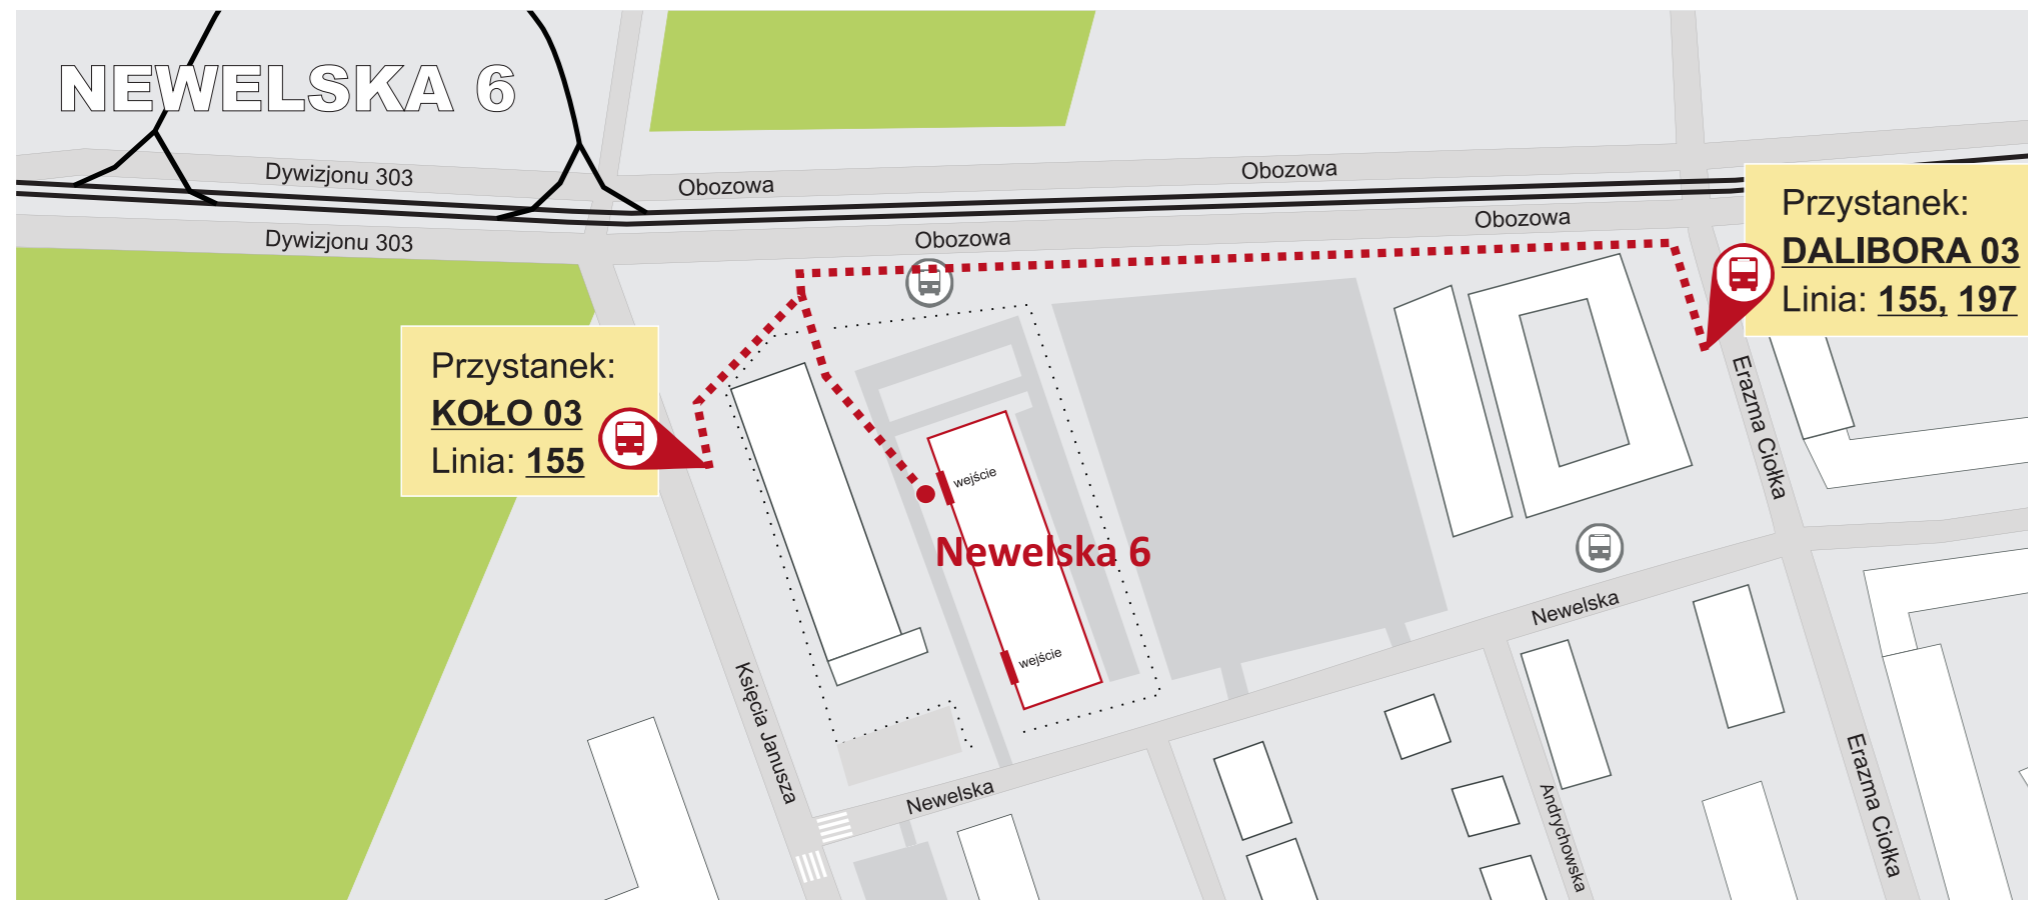 NEWELSKA 6
Dywizjonu 303
Obozowa
Obozowa
Dywizjonu 303
Obozowa
Obozowa
Przystanek:
DALIBORA 03
Linia: 155, 197
Przystanek:
KOŁO 03
Linia: 155
wejście
Newelska 6
wejście
Erazma Ciołka
Newelska
Księcia Janusza
Newelska
Andrychowska
Erazma Ciołka